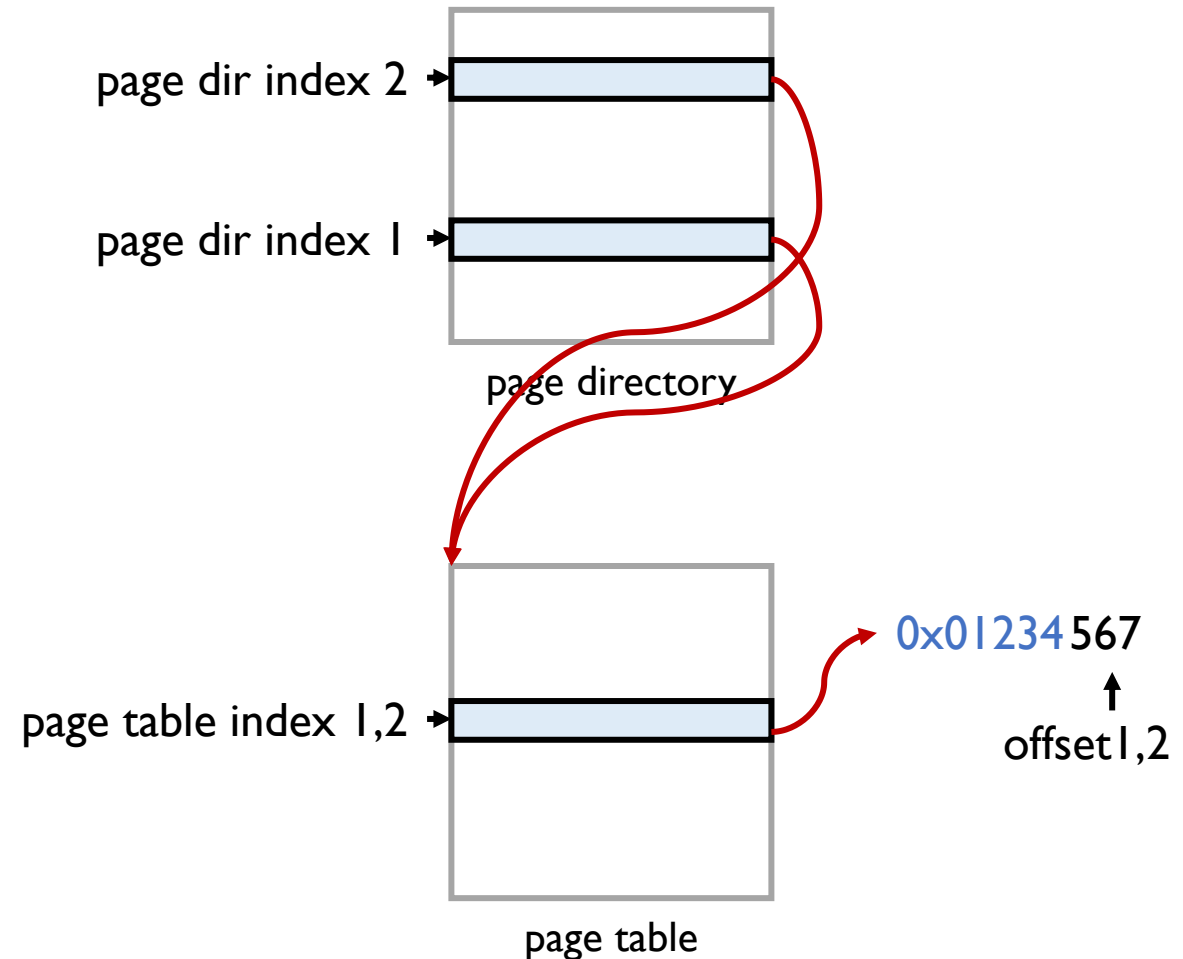 page dir index 2
page dir index 1
page directory
0x01234567
page table index 1,2
offset1,2
page table